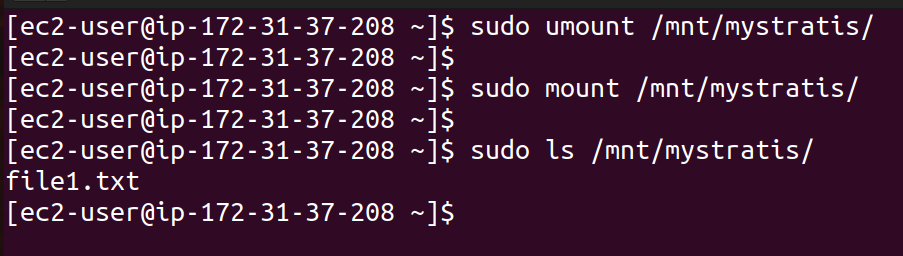 [ec2-user@ip-172-31-37-208 ~]$ sudo umount /mnt/mystratis/
[ec2-user@ip-172-31-37-208 ~]$
[ec2-user@ip-172-31-37-208 ~]$ sudo mount /mnt/mystratis/
[ec2-user@ip-172-31-37-208 ~]$
[ec2-user@ip-172-31-37-208 ~]$ sudo ls /mnt/mystratis/
file1.txt
[ec2-user@ip-172-31-37-208 ~]$